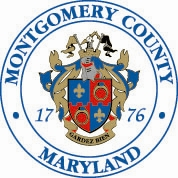 MONTGOMERY COUNTY
17 76
GARDEZ BIEN
MARYLAND